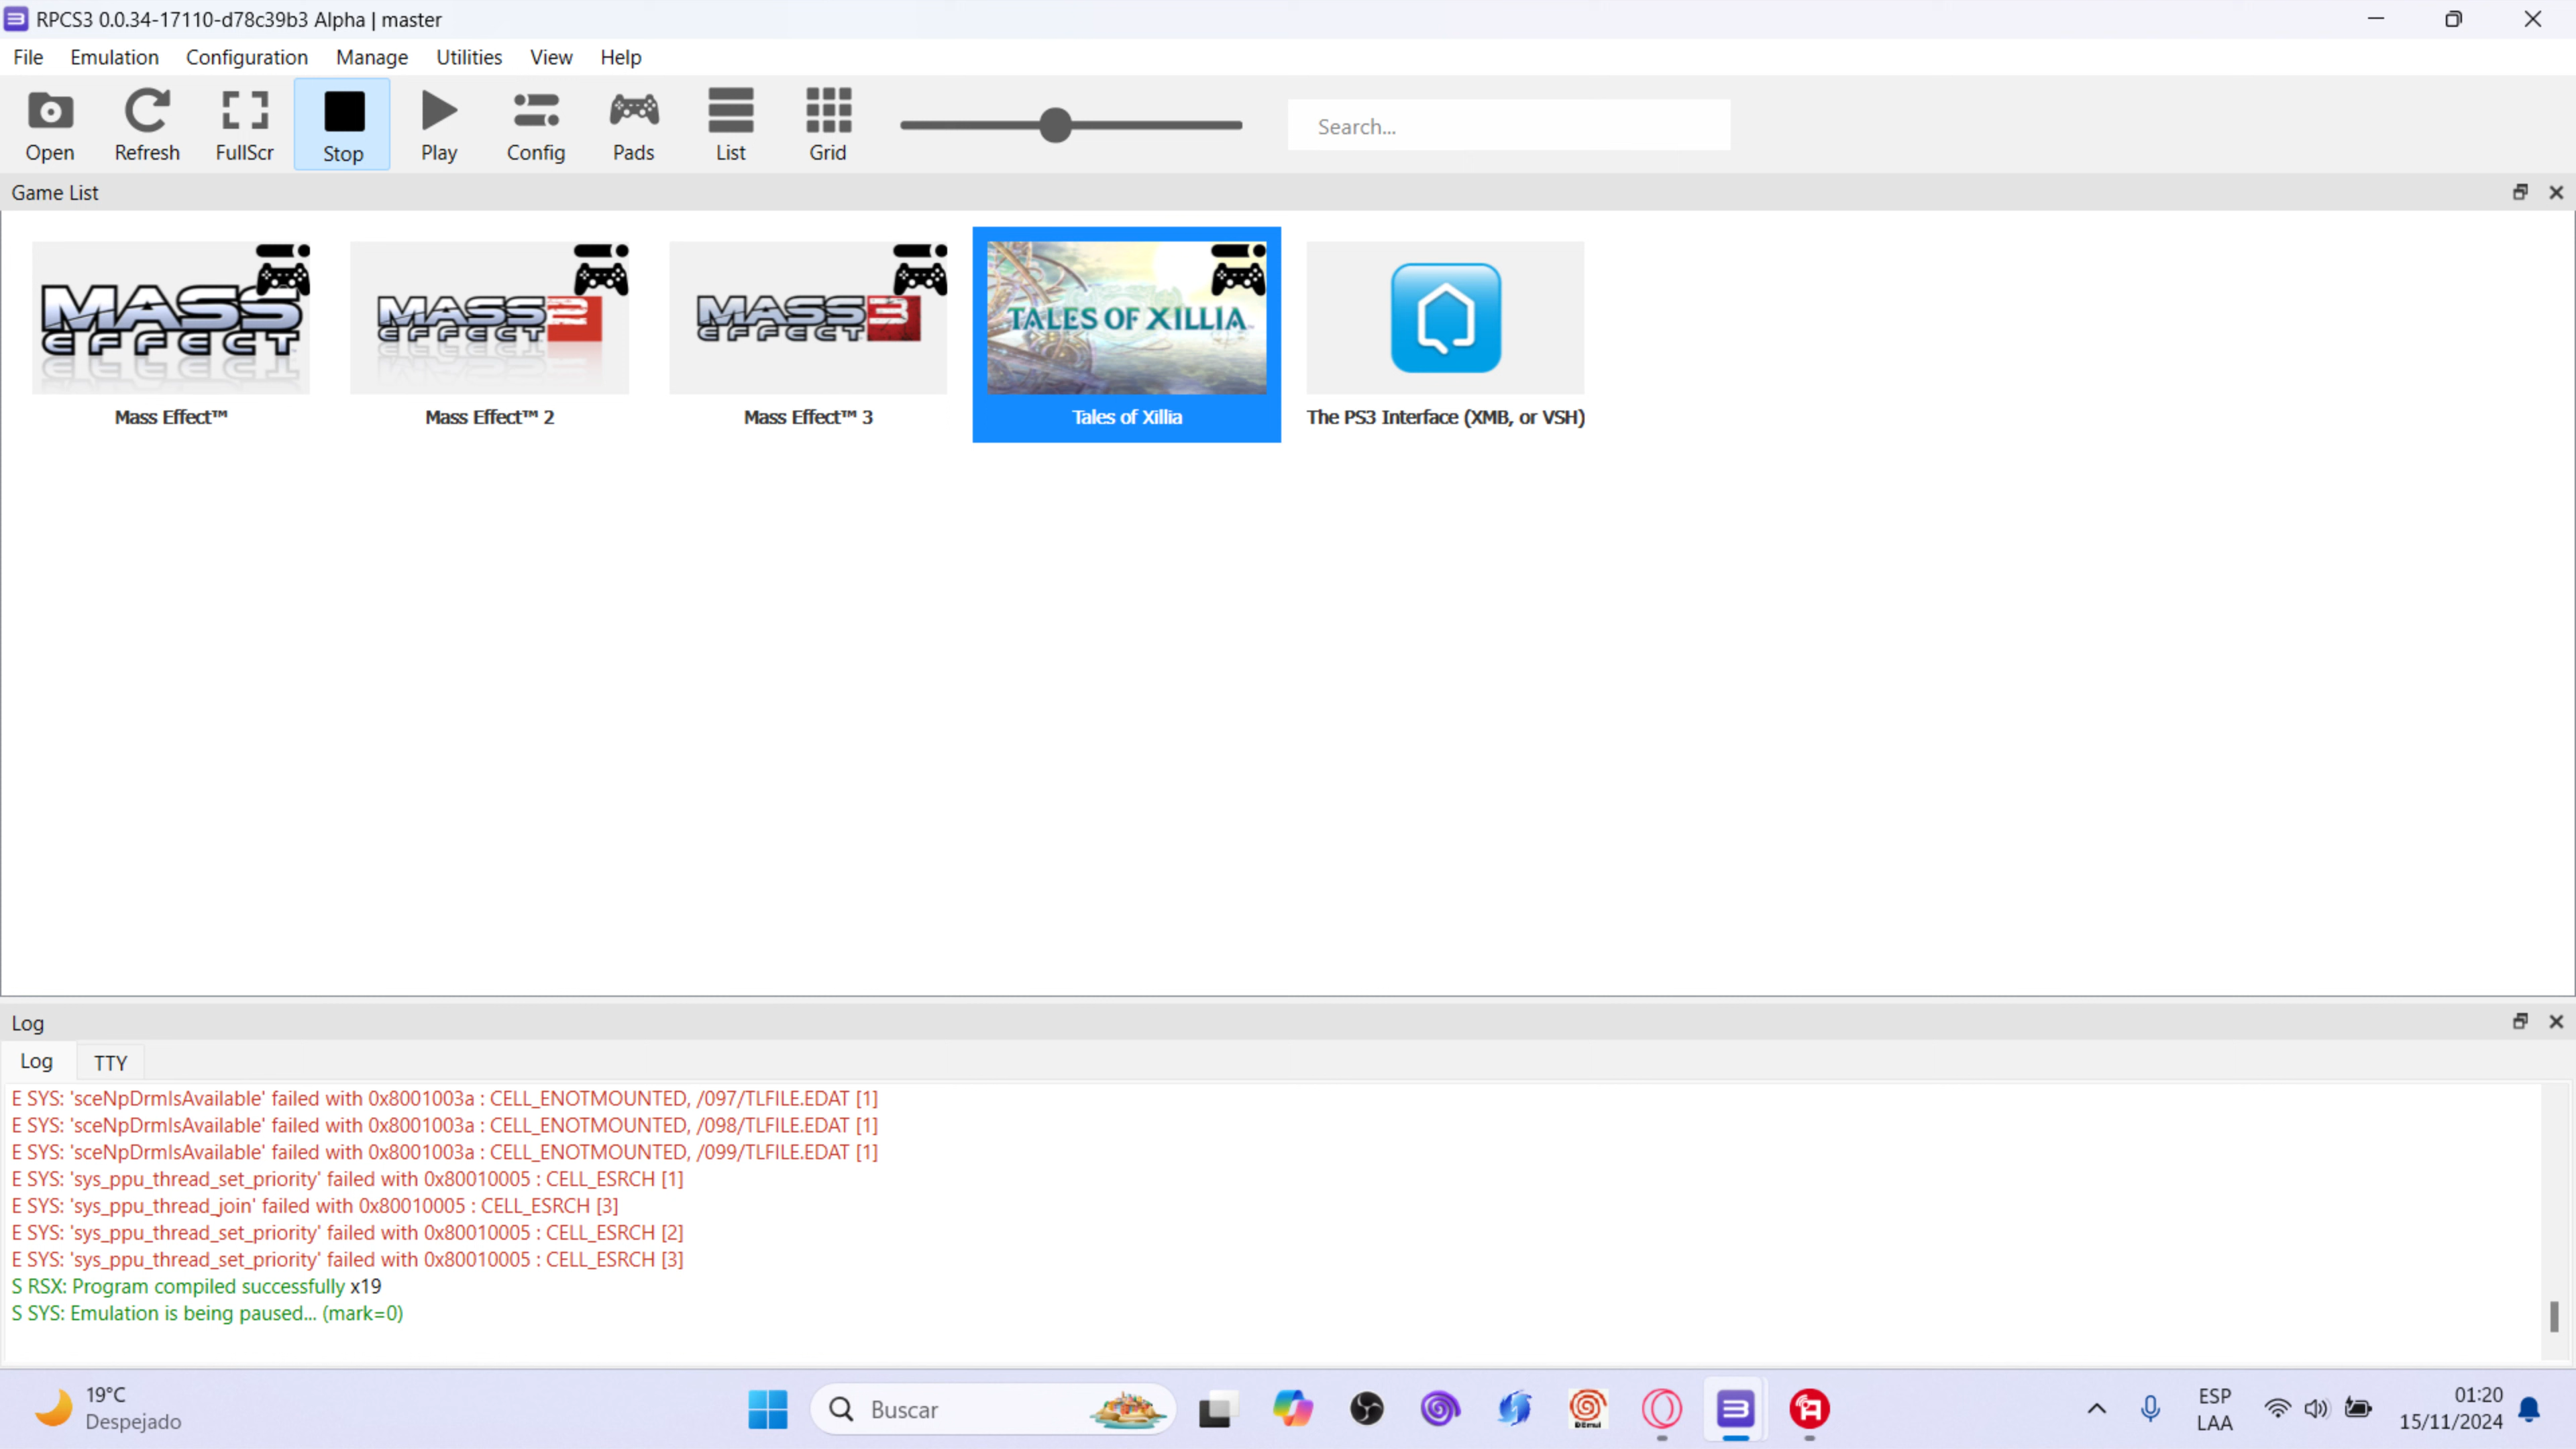 RPCS3 0.0.34-17110-d78c39b3 Alpha | master
File Emulation Configuration Manage Utilities View Help
Open Refresh FullScr Stop Play Config Pads List Grid Search...
Game List
MASS EFFECT
MASS EFFECT 2
MASS EFFECT 3
TALES OF XILLIA
Mass Effect™ Mass Effect™ 2 Mass Effect™ 3 Tales of Xillia The PS3 Interface (XMB, or VSH)
Log
Log TTY
E SYS: 'sceNpDrmIsAvailable' failed with 0x8001003a : CELL_ENOTMOUNTED, /097/TLFILE.EDAT [1]
E SYS: 'sceNpDrmIsAvailable' failed with 0x8001003a : CELL_ENOTMOUNTED, /098/TLFILE.EDAT [1]
E SYS: 'sceNpDrmIsAvailable' failed with 0x8001003a : CELL_ENOTMOUNTED, /099/TLFILE.EDAT [1]
E SYS: 'sys_ppu_thread_set_priority' failed with 0x80010005 : CELL_ESRCH [1]
E SYS: 'sys_ppu_thread_join' failed with 0x80010005 : CELL_ESRCH [3]
E SYS: 'sys_ppu_thread_set_priority' failed with 0x80010005 : CELL_ESRCH [2]
E SYS: 'sys_ppu_thread_set_priority' failed with 0x80010005 : CELL_ESRCH [3]
S RSX: Program compiled successfully x19
S SYS: Emulation is being paused... (mark=0)
19°C
Despejado
Buscar
DEmul
ESP
LAA
01:20
15/11/2024